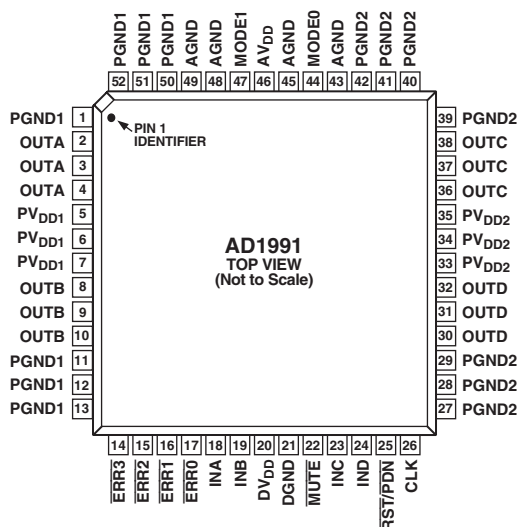 PGND1
PGND1
PGND1
AGND
AGND
MODE1
AVDD
AGND
MODE0
AGND
PGND2
PGND2
PGND2
52 51 50 49 48 47 46 45 44 43 42 41 40
PGND1 1
OUTA 2
OUTA 3
OUTA 4
PVDD1 5
PVDD1 6
PVDD1 7
OUTB 8
OUTB 9
OUTB 10
PGND1 11
PGND1 12
PGND1 13
PIN 1
IDENTIFIER
AD1991
TOP VIEW
(Not to Scale)
39 PGND2
38 OUTC
37 OUTC
36 OUTC
35 PVDD2
34 PVDD2
33 PVDD2
32 OUTD
31 OUTD
30 OUTD
29 PGND2
28 PGND2
27 PGND2
14 15 16 17 18 19 20 21 22 23 24 25 26
ERR3
ERR2
ERR1
ERR0
INA
INB
DVDD
DGND
MUTE
INC
IND
RST/PDN
CLK